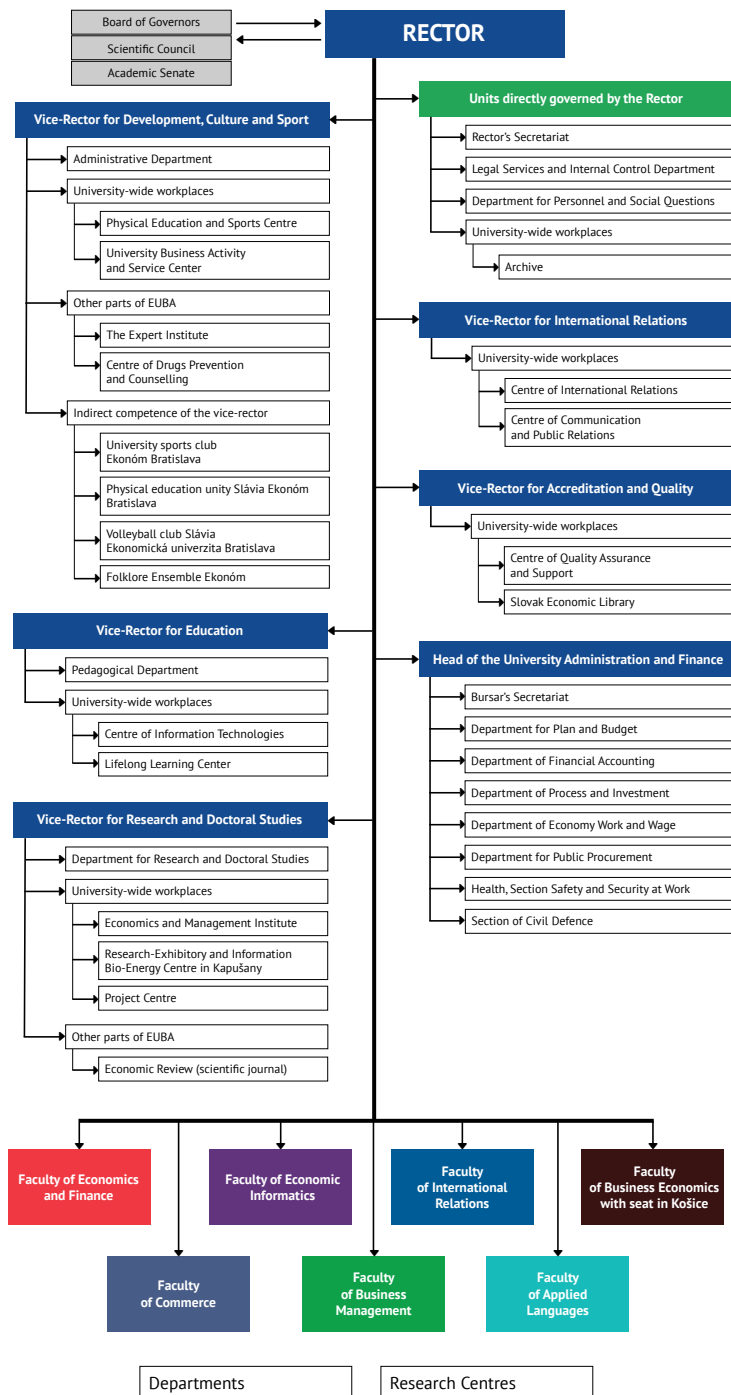 Board of Governors
Scientific Council
Academic Senate
RECTOR
Vice-Rector for Development, Culture and Sport
Administrative Department
University-wide workplaces
Physical Education and Sports Centre
University Business Activity
and Service Center
Other parts of EUBA
The Expert Institute
Centre of Drugs Prevention
and Counselling
Indirect competence of the vice-rector
University sports club
Ekonóm Bratislava
Physical education unity Slávia Ekonóm
Bratislava
Volleyball club Slávia
Ekonomická univerzita Bratislava
Folklore Ensemble Ekonóm
Vice-Rector for Education
Pedagogical Department
University-wide workplaces
Centre of Information Technologies
Lifelong Learning Center
Vice-Rector for Research and Doctoral Studies
Department for Research and Doctoral Studies
University-wide workplaces
Economics and Management Institute
Research-Exhibitory and Information
Bio-Energy Centre in Kapušany
Project Centre
Other parts of EUBA
Economic Review (scientific journal)
Units directly governed by the Rector
Rector's Secretariat
Legal Services and Internal Control Department
Department for Personnel and Social Questions
University-wide workplaces
Archive
Vice-Rector for International Relations
University-wide workplaces
Centre of International Relations
Centre of Communication
and Public Relations
Vice-Rector for Accreditation and Quality
University-wide workplaces
Centre of Quality Assurance
and Support
Slovak Economic Library
Head of the University Administration and Finance
Bursar's Secretariat
Department for Plan and Budget
Department of Financial Accounting
Department of Process and Investment
Department of Economy Work and Wage
Department for Public Procurement
Health, Section Safety and Security at Work
Section of Civil Defence
Faculty of Economics
and Finance
Faculty of Economic
Informatics
Faculty
of International
Relations
Faculty
of Business Economics
with seat in Košice
Faculty
of Commerce
Faculty
of Business
Management
Faculty
of Applied
Languages
Departments
Research Centres